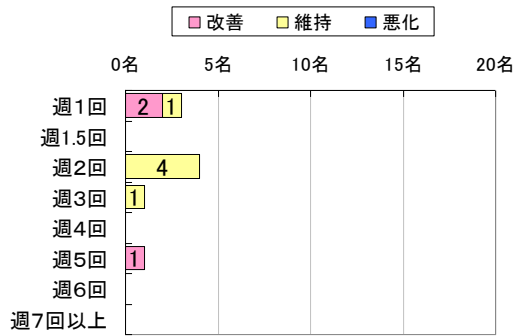 改善 維持 悪化
0名 5名 10名 15名 20名
週1回 2 1
週1.5回
週2回 4
週3回 1
週4回
週5回 1
週6回
週7回以上